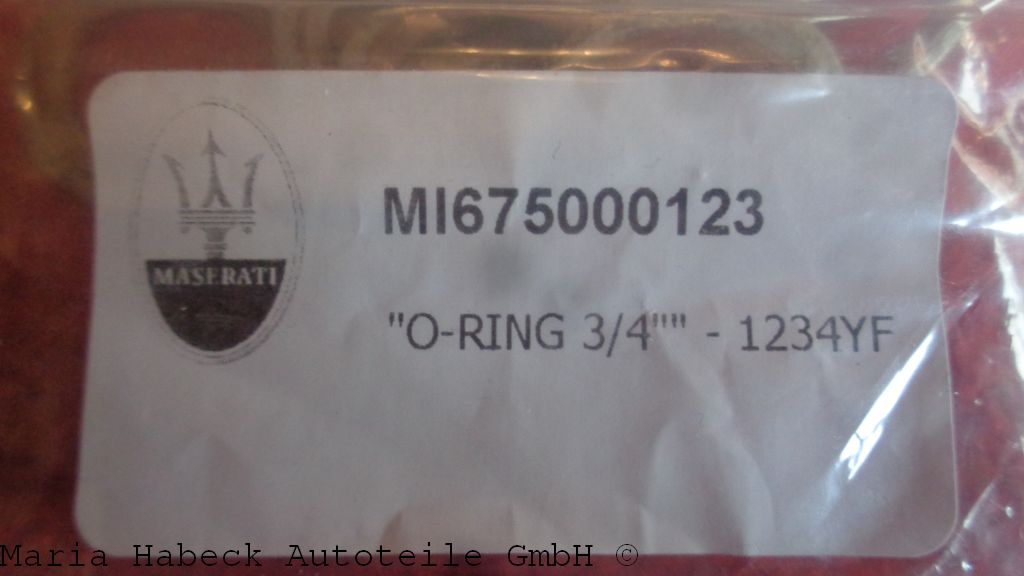 MASERATI
MI675000123
"O-RING 3/4"" - 1234YF
Maria Habeck Autoteile GmbH ©